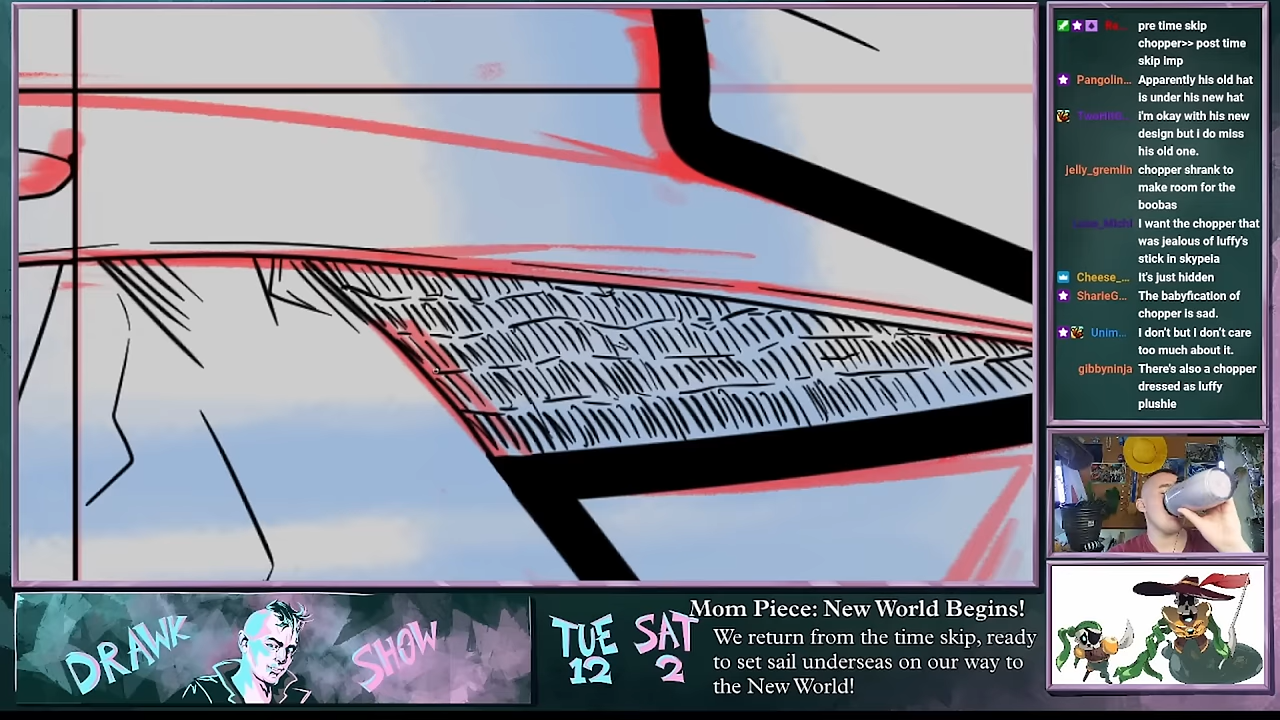 pre time skip
chopper>> post time
skip imp
Pangolin... Apparently his old hat
is under his new hat
I'm okay with his new
design but i do miss
his old one.
jelly_gremlin chopper shrank to
make room for the
boobas
I want the chopper that
was jealous of luffy's
stick in skypeia
Cheese_... It's just hidden
SharieG... The babyfication of
chopper is sad.
Unim... I don't but I don't care
too much about it.
gibbyninja There's also a chopper
dressed as luffy
plushie
DRAWK
SHOW
TUE
12
SAT
2
Mom Piece: New World Begins!
We return from the time skip, ready
to set sail underseas on our way to
the New World!